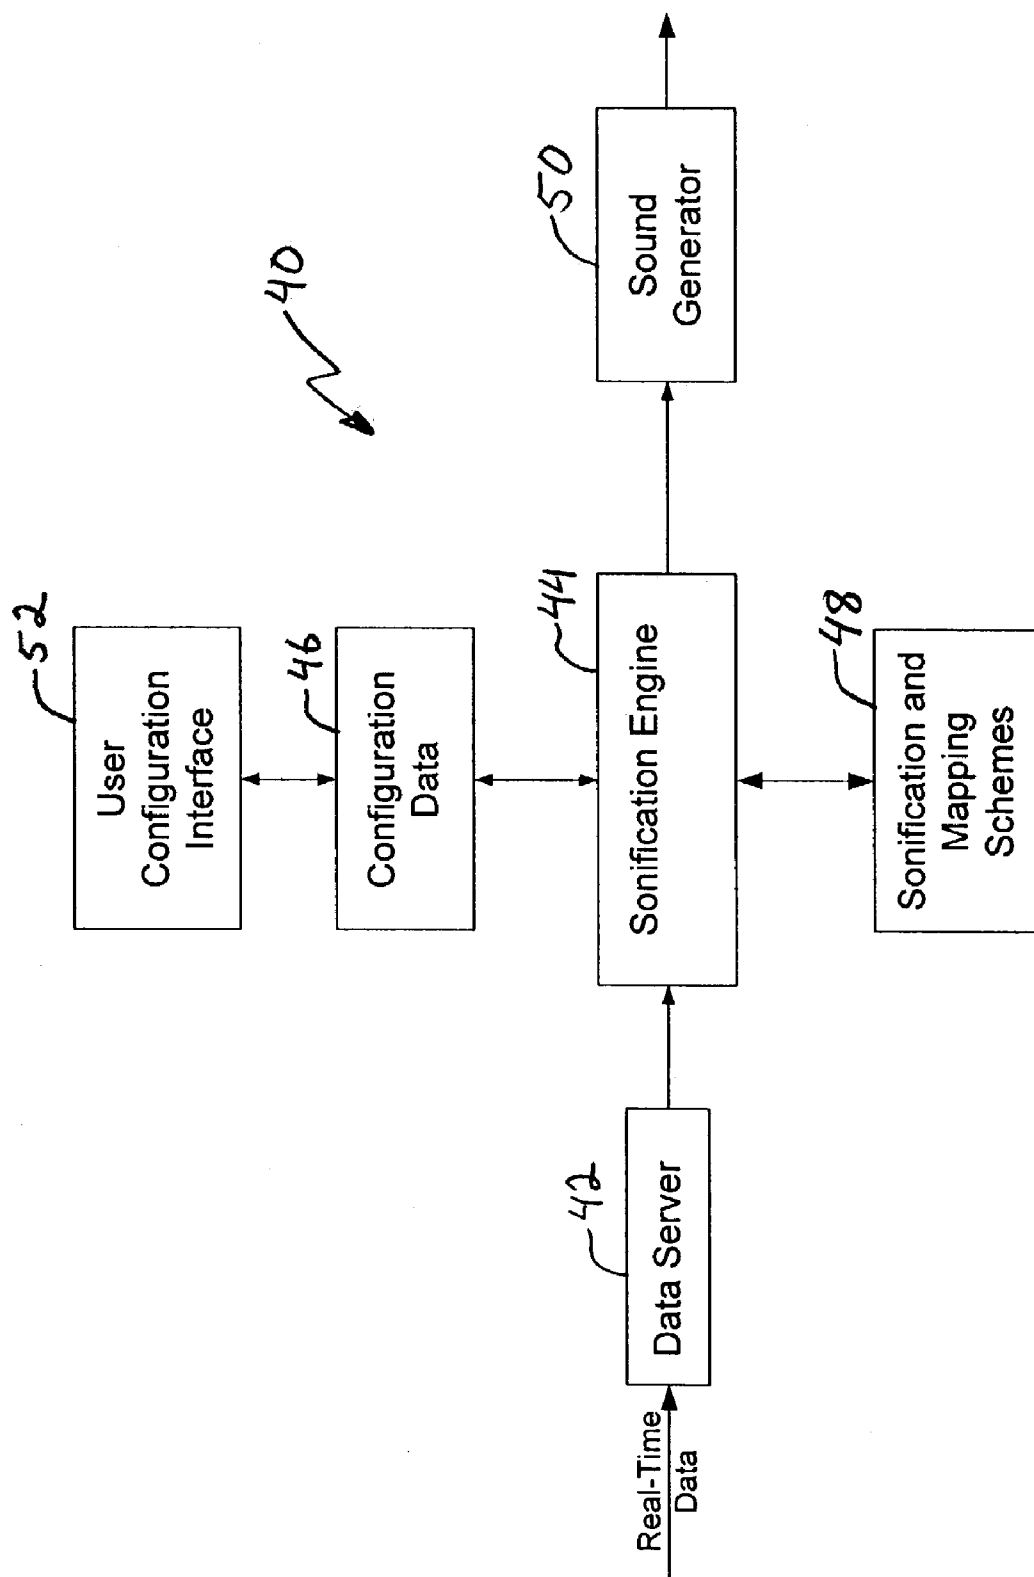 40
52
User
Configuration
Interface
46
Configuration
Data
Real-Time
Data
42
Data Server
44
Sonification Engine
50
Sound
Generator
48
Sonification and
Mapping
Schemes